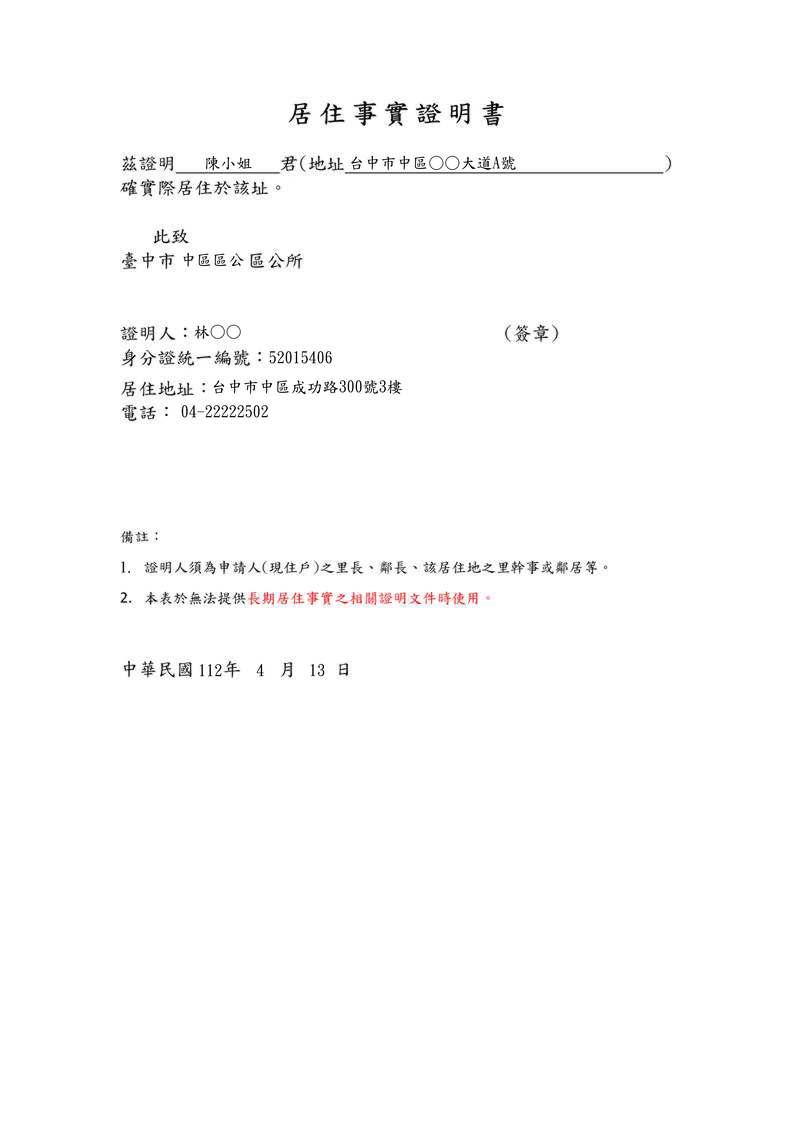 居住事實證明書
茲證明 陳小姐 君(地址 台中市中區○○大道A號 )
確實際居住於該址。
此致
臺中市 中區區公 區公所
證明人：林○○ (簽章)
身分證統一編號：52015406
居住地址：台中市中區成功路300號3樓
電話： 04-22222502
備註：
1. 證明人須為申請人(現住戶)之里長、鄰長、該居住地之里幹事或鄰居等。
2. 本表於無法提供長期居住事實之相關證明文件時使用。
中華民國 112年 4 月 13 日